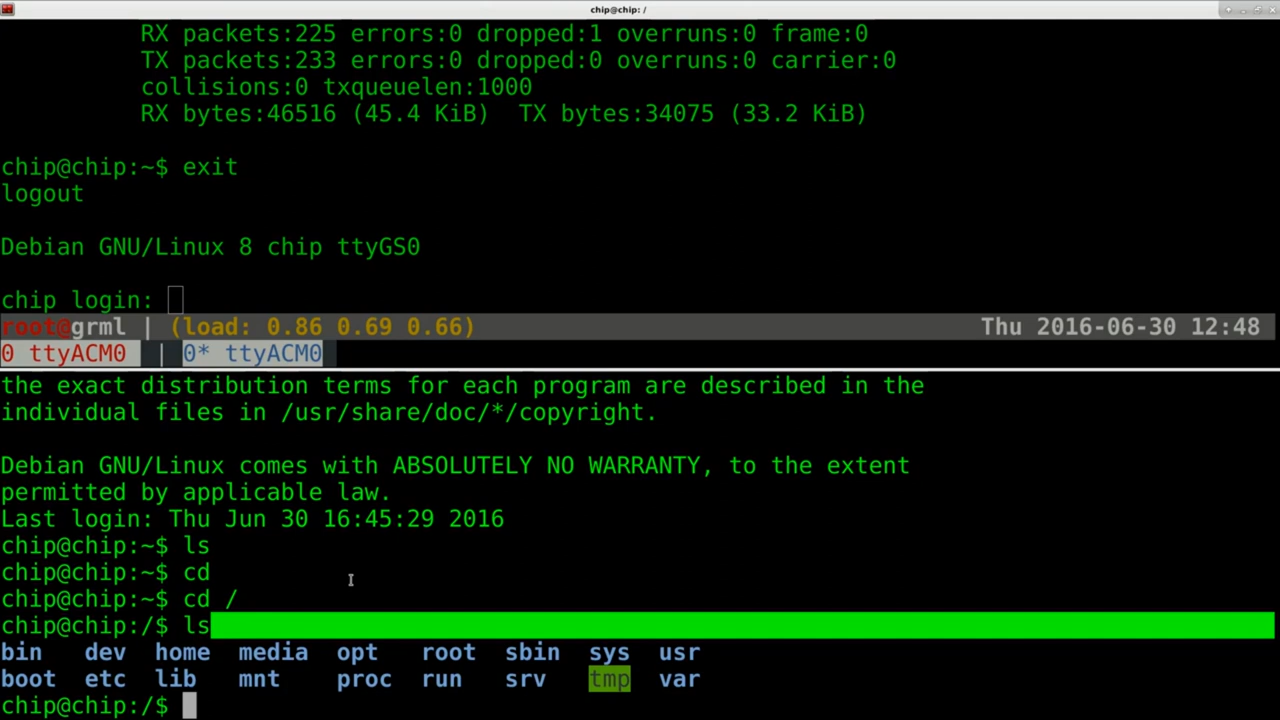 chip@chip: /
RX packets:225 errors:0 dropped:1 overruns:0 frame:0
TX packets:233 errors:0 dropped:0 overruns:0 carrier:0
collisions:0 txqueuelen:1000
RX bytes:46516 (45.4 KiB)  TX bytes:34075 (33.2 KiB)
chip@chip:~$ exit
logout
Debian GNU/Linux 8 chip ttyGS0
chip login:
root@grml | (load: 0.86 0.69 0.66) Thu 2016-06-30 12:48
0 ttyACM0 | 0* ttyACM0
the exact distribution terms for each program are described in the
individual files in /usr/share/doc/*/copyright.
Debian GNU/Linux comes with ABSOLUTELY NO WARRANTY, to the extent
permitted by applicable law.
Last login: Thu Jun 30 16:45:29 2016
chip@chip:~$ ls
chip@chip:~$ cd
chip@chip:~$ cd /
chip@chip:/$ ls
bin dev home media opt root sbin sys usr
boot etc lib mnt proc run srv tmp var
chip@chip:/$